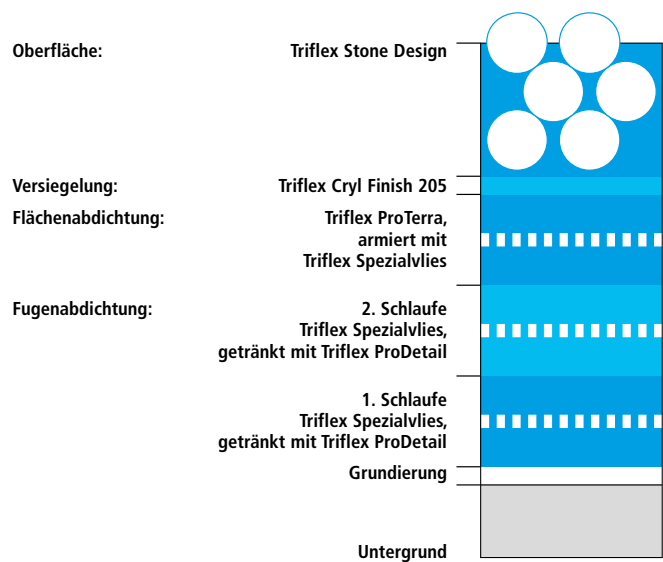 Oberfläche: Triflex Stone Design
Versiegelung: Triflex Cryl Finish 205
Flächenabdichtung: Triflex ProTerra,
armiert mit
Triflex Spezialvlies
Fugenabdichtung: 2. Schlaufe
Triflex Spezialvlies,
getränkt mit Triflex ProDetail
1. Schlaufe
Triflex Spezialvlies,
getränkt mit Triflex ProDetail
Grundierung
Untergrund